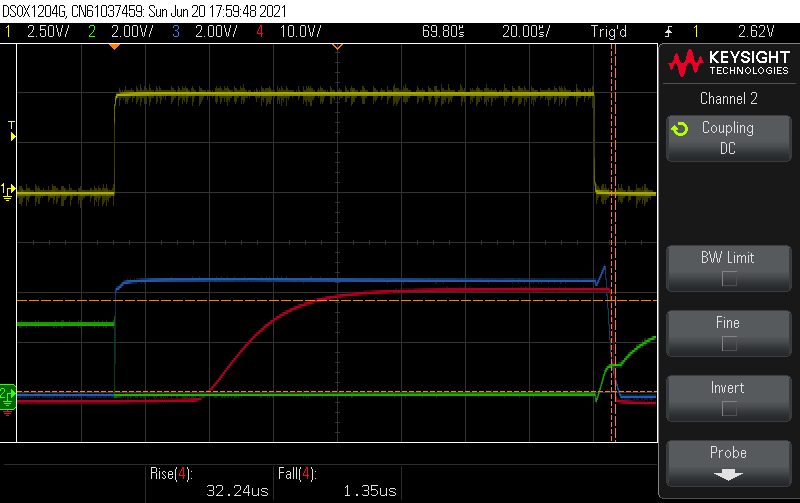 DSOX1204G, CN61037459: Sun Jun 20 17:59:48 2021
1 2.50V/ 2 2.00V/ 3 2.00V/ 4 10.0V/ 69.80s 20.00s/ Trig'd 1 2.62V
KEYSIGHT
TECHNOLOGIES
Channel 2
Coupling
DC
BW Limit
Fine
Invert
Probe
T
1
2
Rise(4): Fall(4):
32.24us 1.35us